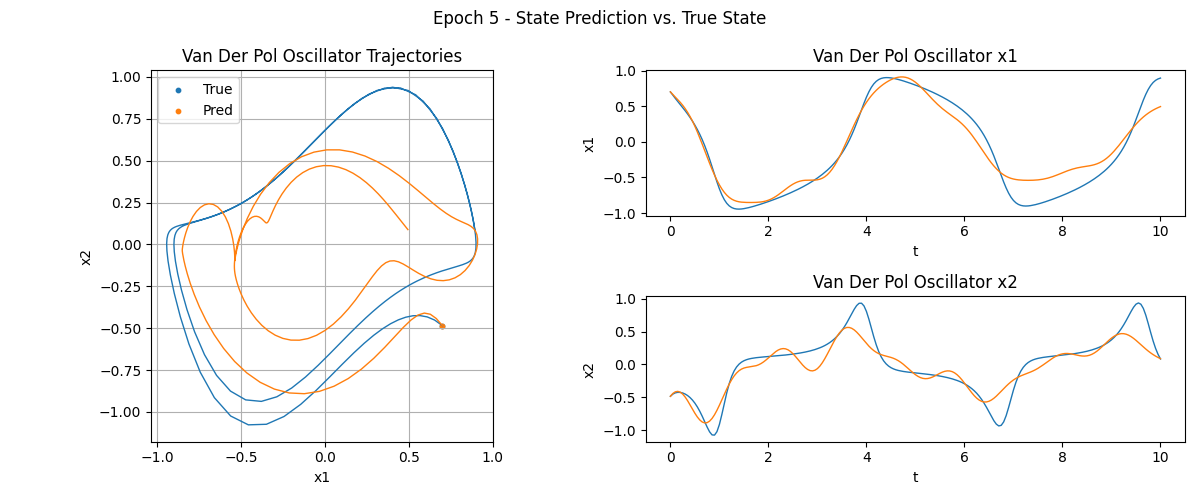 Epoch 5 - State Prediction vs. True State
Van Der Pol Oscillator Trajectories
True
Pred
1.00
0.75
0.50
0.25
0.00
−0.25
−0.50
−0.75
−1.00
x2
−1.0 −0.5 0.0 0.5 1.0
x1
Van Der Pol Oscillator x1
1.0
0.5
0.0
−0.5
−1.0
x1
0 2 4 6 8 10
t
Van Der Pol Oscillator x2
1.0
0.5
0.0
−0.5
−1.0
x2
0 2 4 6 8 10
t